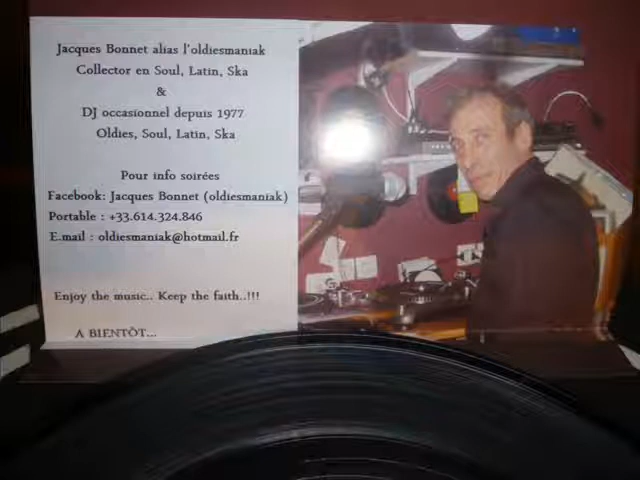 Jacques Bonnet alias l'oldiesmaniak
Collector en Soul, Latin, Ska
&
DJ occasionnel depuis 1977
Oldies, Soul, Latin, Ska
Pour info soirées
Facebook: Jacques Bonnet (oldiesmaniak)
Portable : +33.614.324.846
E.mail : oldiesmaniak@hotmail.fr
Enjoy the music.. Keep the faith..!!!
A BIENTÔT...